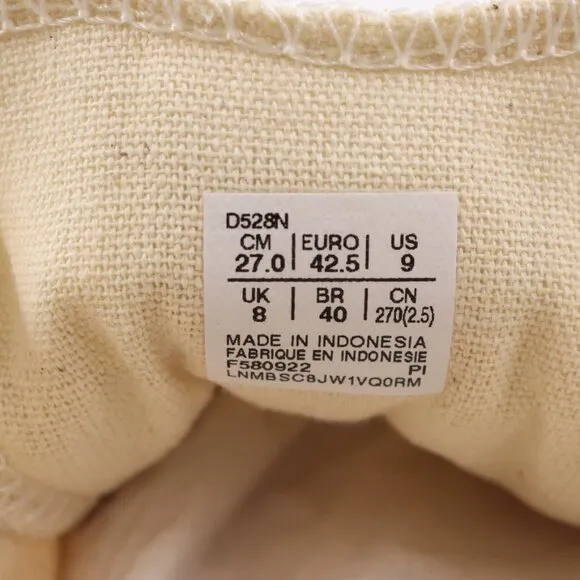 D528N
CM | EURO | US
27.0 | 42.5 | 9
UK | BR | CN
8 | 40 | 270(2.5)
MADE IN INDONESIA
FABRIQUE EN INDONESIE
F580922 PI
LNMBSC8JW1VQ0RM